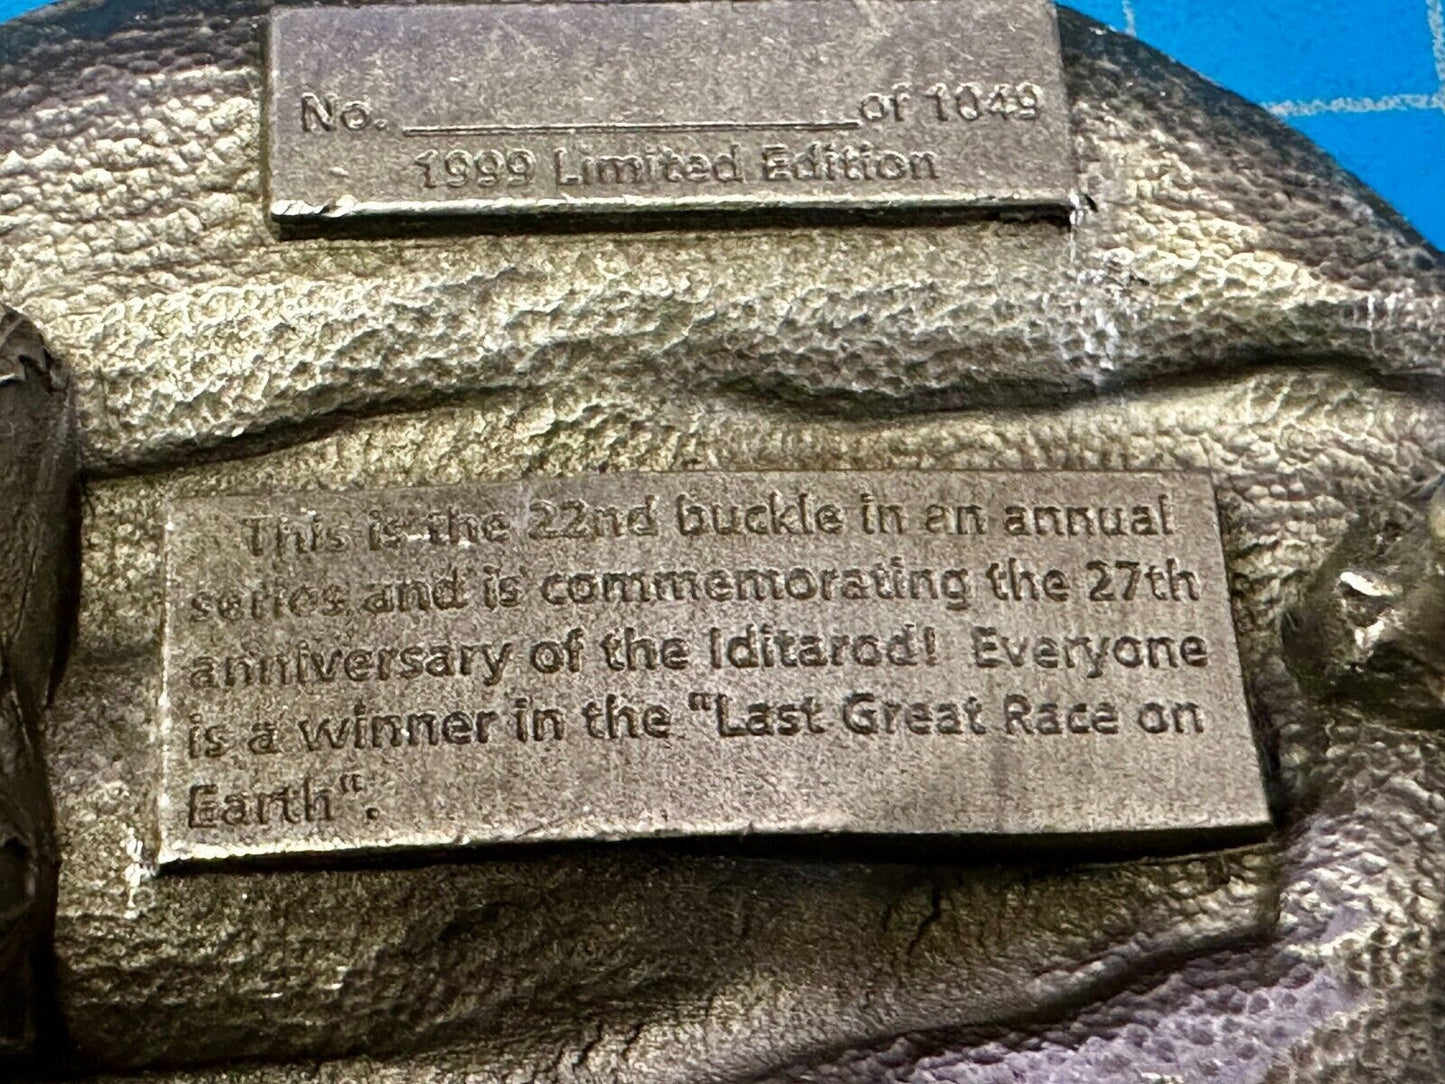 No. ____________________ of 1049
1999 Limited Edition
This is the 22nd buckle in an annual
series and is commemorating the 27th
anniversary of the Iditarod! Everyone
is a winner in the "Last Great Race on
Earth".